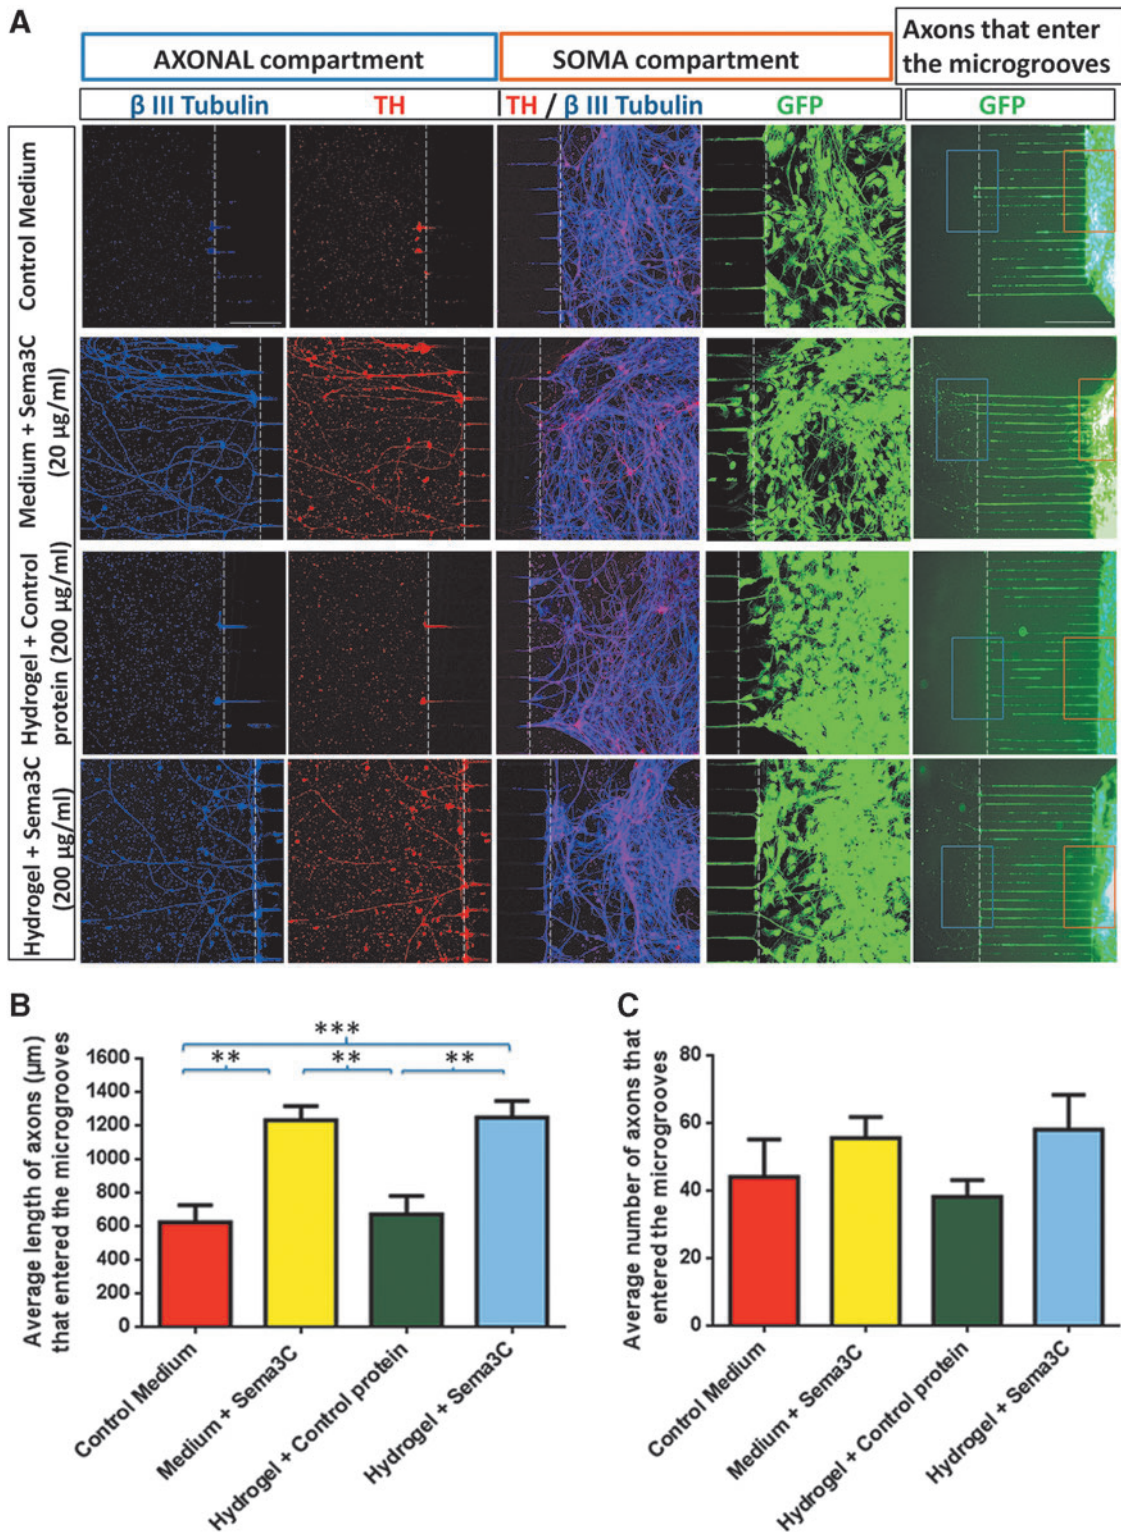 A
AXONAL compartment
SOMA compartment
Axons that enter
the microgrooves
β III Tubulin
TH
TH / β III Tubulin
GFP
GFP
Control Medium
Medium + Sema3C
(20 μg/ml)
Hydrogel + Control
protein (200 μg/ml)
Hydrogel + Sema3C
(200 μg/ml)
B
Average length of axons (μm)
that entered the microgrooves
1600
1400
1200
1000
800
600
400
200
0
***
**
**
**
Control Medium
Medium + Sema3C
Hydrogel + Control protein
Hydrogel + Sema3C
C
Average number of axons that
entered the microgrooves
80
60
40
20
0
Control Medium
Medium + Sema3C
Hydrogel + Control protein
Hydrogel + Sema3C